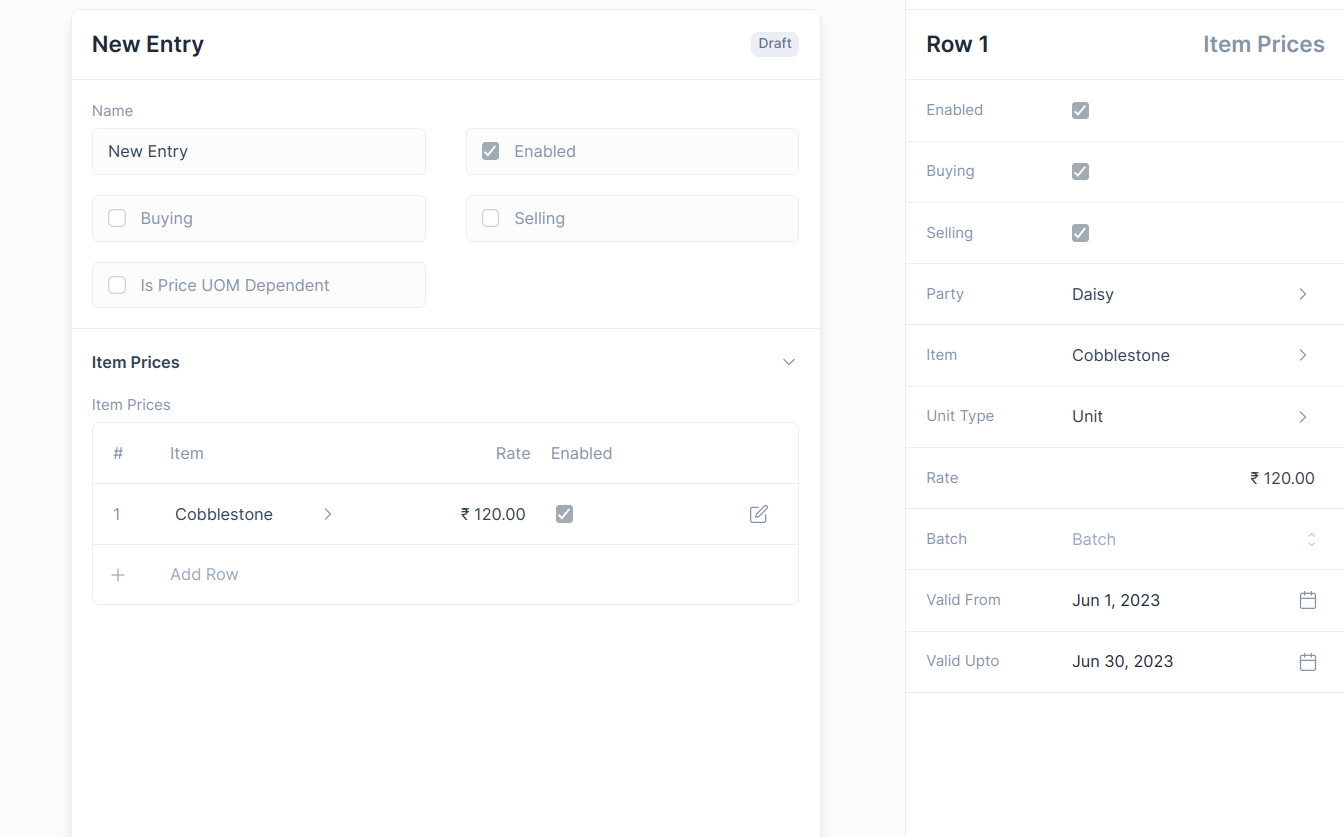 New Entry
Draft
Name
New Entry
Enabled
Buying
Selling
Is Price UOM Dependent
Item Prices
Item Prices
# Item Rate Enabled
1 Cobblestone ₹ 120.00
Add Row
Row 1
Item Prices
Enabled
Buying
Selling
Party Daisy
Item Cobblestone
Unit Type Unit
Rate ₹ 120.00
Batch Batch
Valid From Jun 1, 2023
Valid Upto Jun 30, 2023